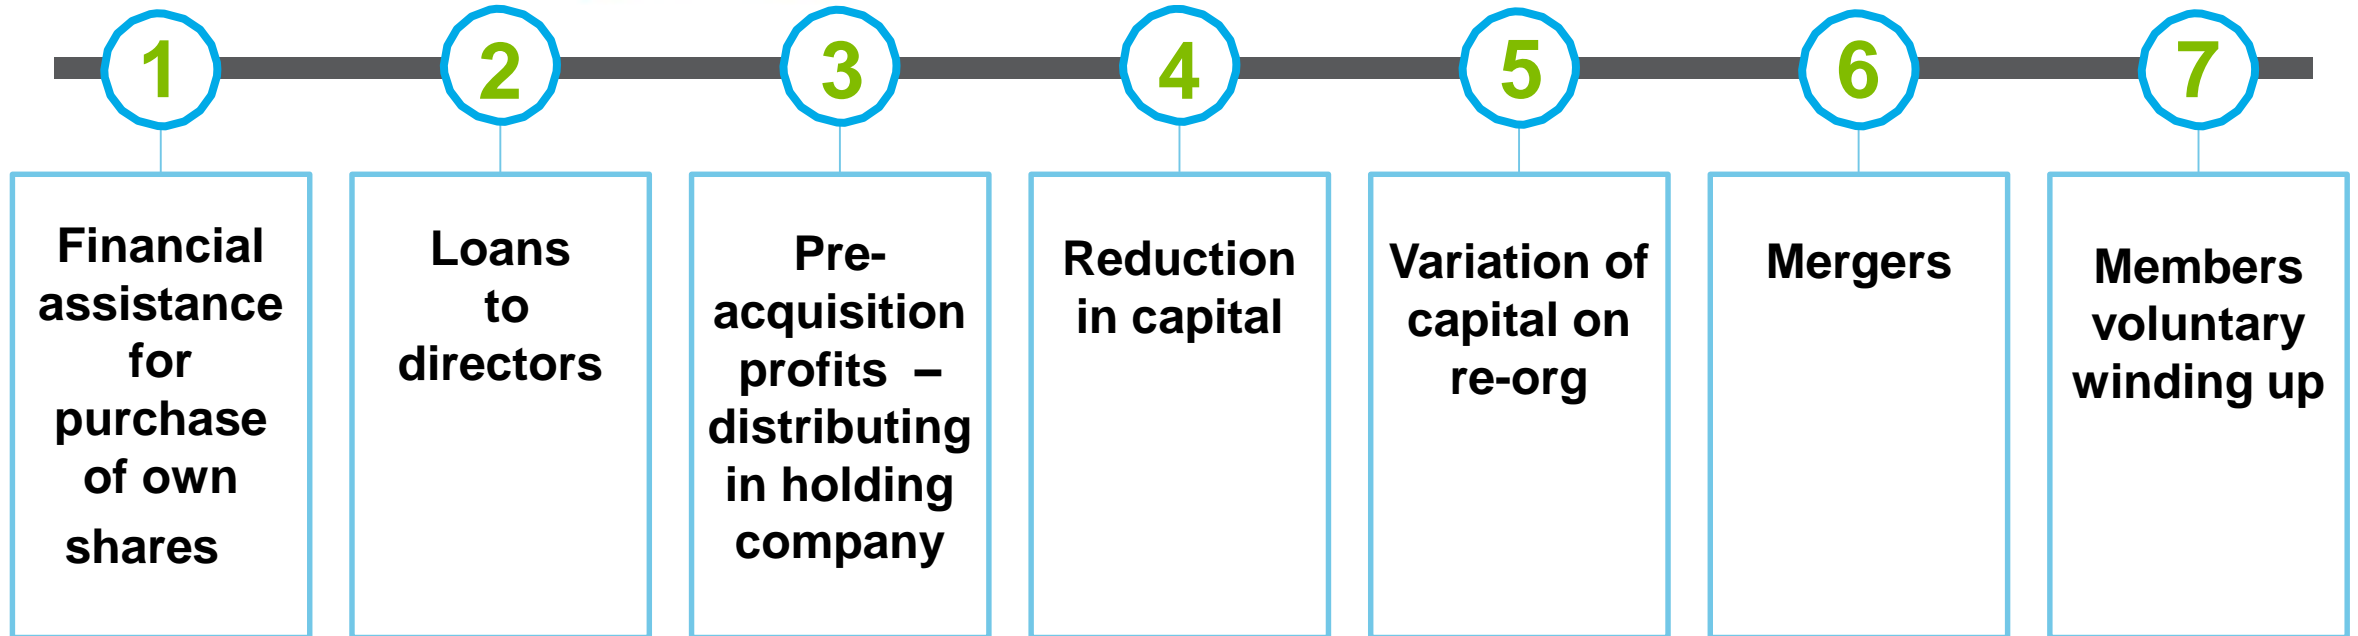 1
Financial
assistance
for
purchase
of own
shares
2
Loans
to
directors
3
Pre-
acquisition
profits –
distributing
in holding
company
4
Reduction
in capital
5
Variation of
capital on
re-org
6
Mergers
7
Members
voluntary
winding up